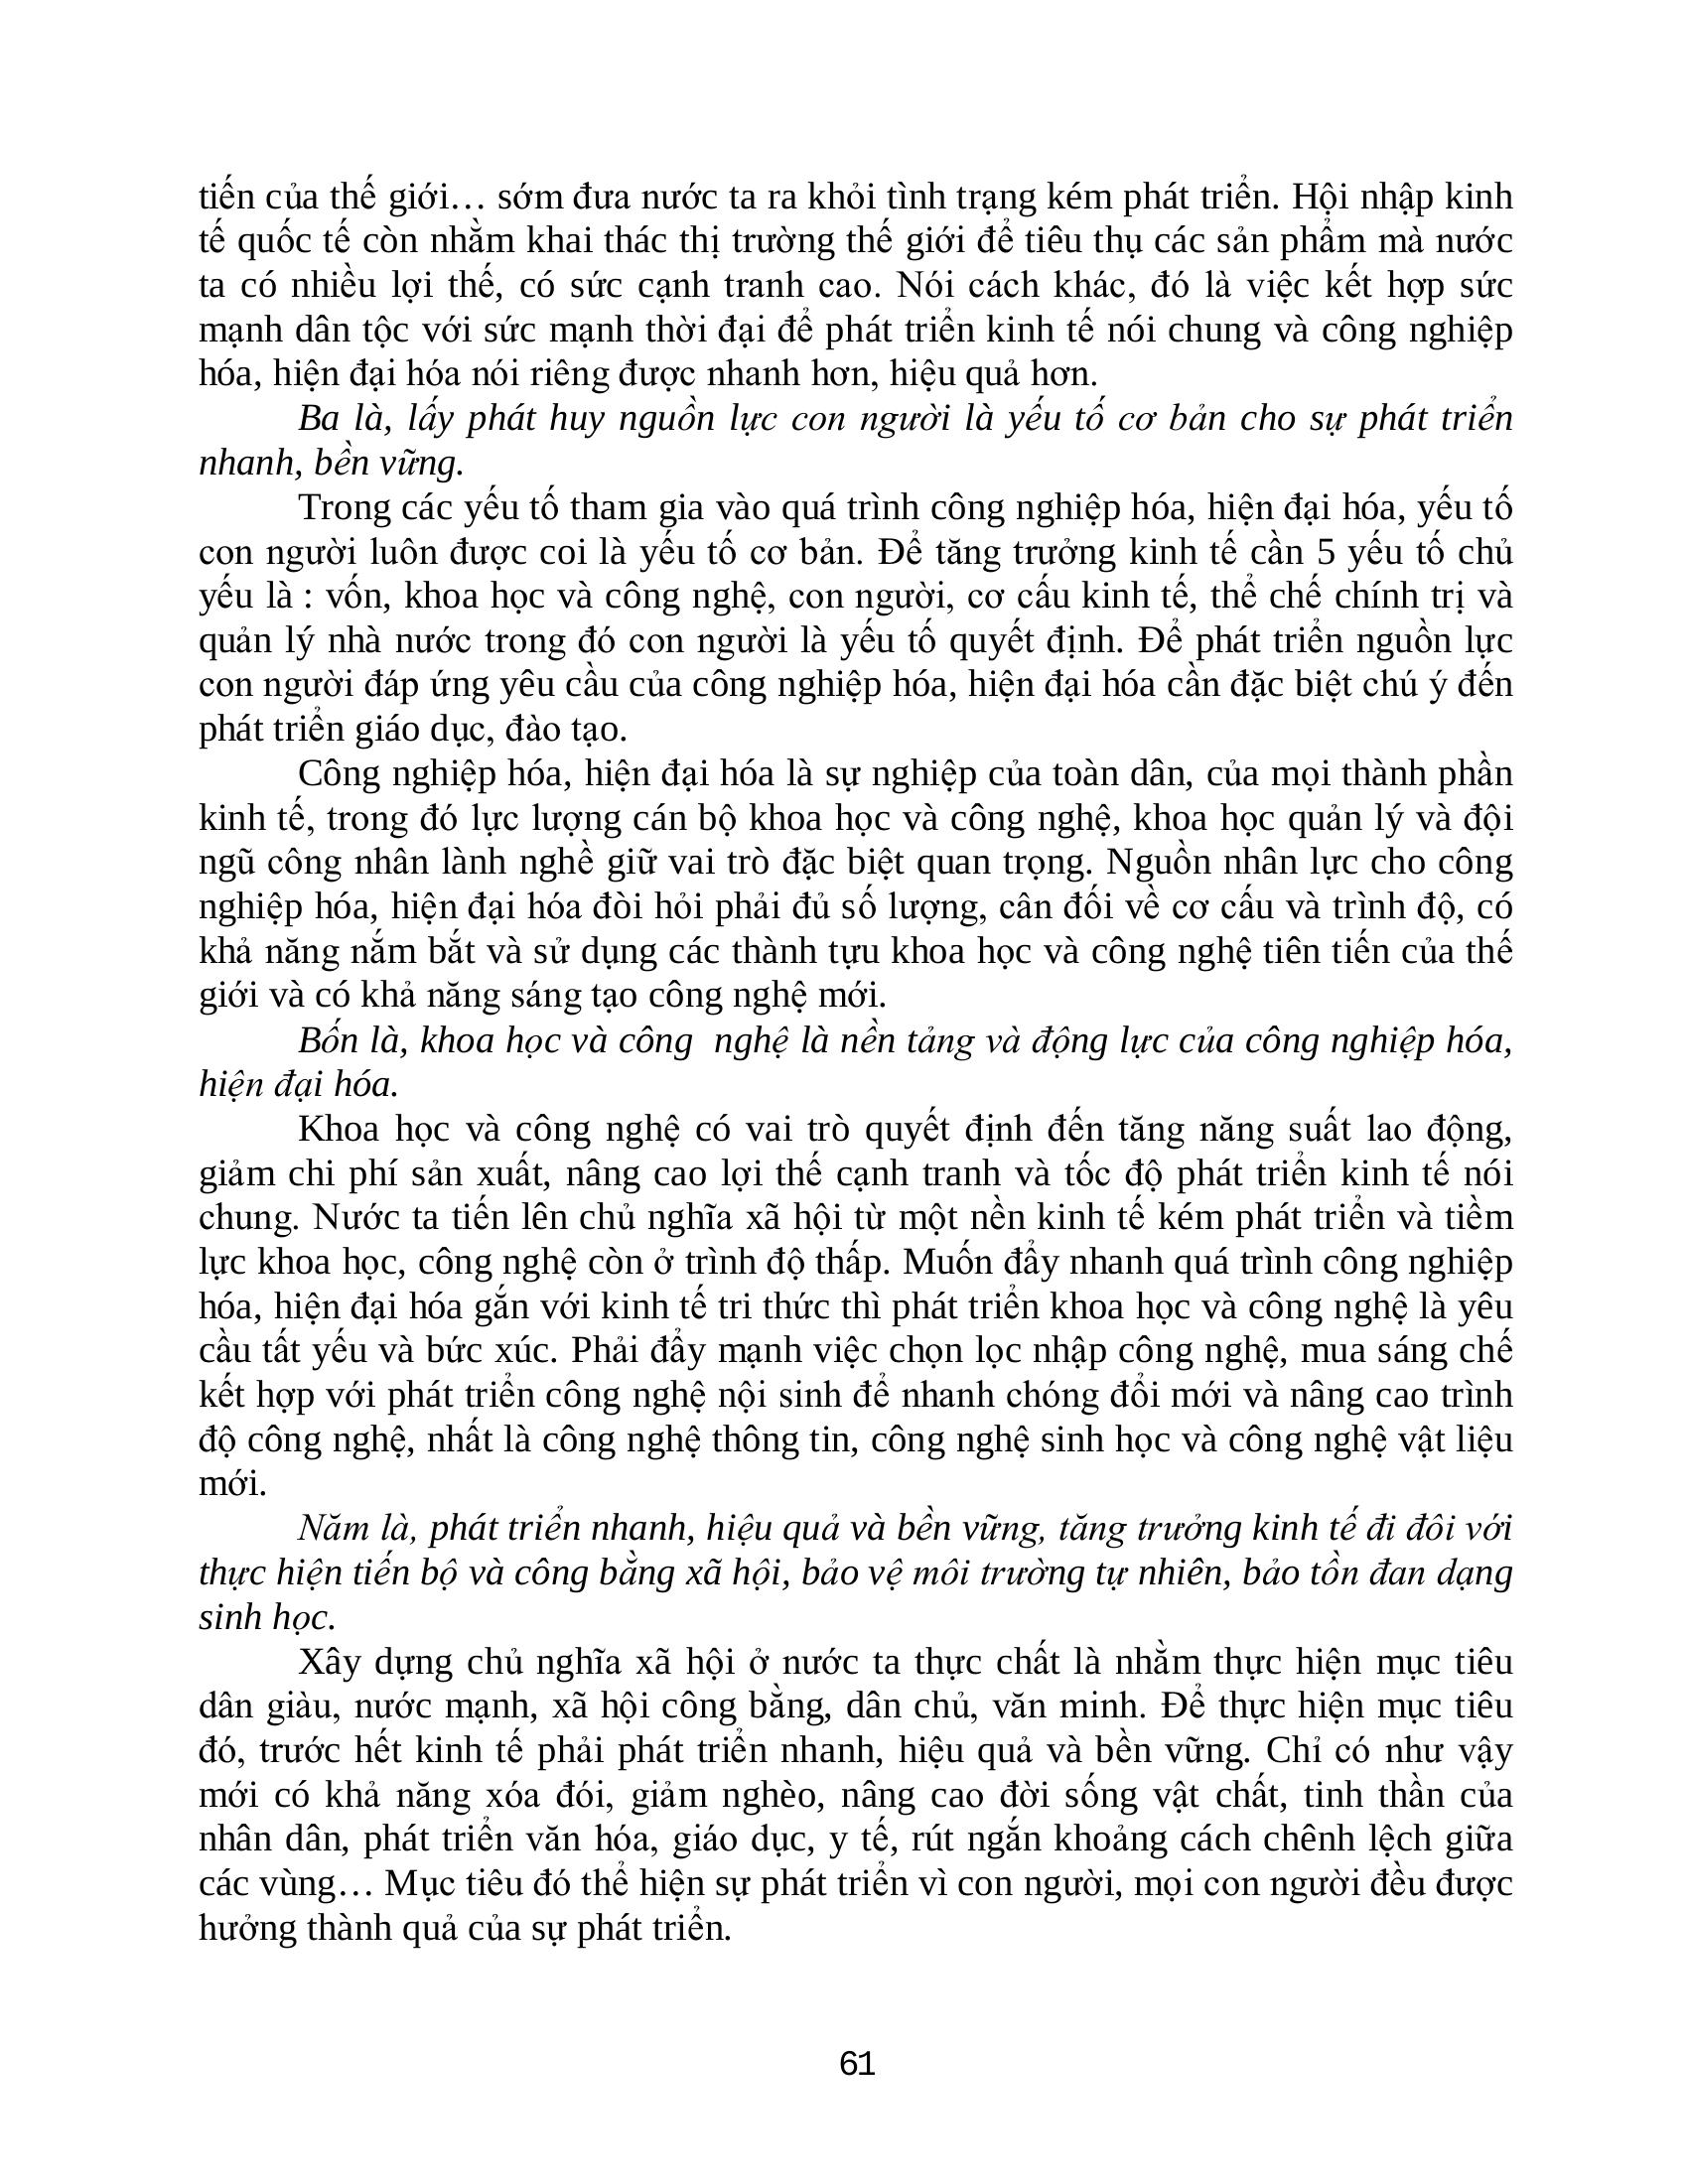 tiến của thế giới… sớm đưa nước ta ra khỏi tình trạng kém phát triển. Hội nhập kinh
tế quốc tế còn nhằm khai thác thị trường thế giới để tiêu thụ các sản phẩm mà nước
ta có nhiều lợi thế, có sức cạnh tranh cao. Nói cách khác, đó là việc kết hợp sức
mạnh dân tộc với sức mạnh thời đại để phát triển kinh tế nói chung và công nghiệp
hóa, hiện đại hóa nói riêng được nhanh hơn, hiệu quả hơn.
Ba là, lấy phát huy nguồn lực con người là yếu tố cơ bản cho sự phát triển
nhanh, bền vững.
Trong các yếu tố tham gia vào quá trình công nghiệp hóa, hiện đại hóa, yếu tố
con người luôn được coi là yếu tố cơ bản. Để tăng trưởng kinh tế cần 5 yếu tố chủ
yếu là : vốn, khoa học và công nghệ, con người, cơ cấu kinh tế, thể chế chính trị và
quản lý nhà nước trong đó con người là yếu tố quyết định. Để phát triển nguồn lực
con người đáp ứng yêu cầu của công nghiệp hóa, hiện đại hóa cần đặc biệt chú ý đến
phát triển giáo dục, đào tạo.
Công nghiệp hóa, hiện đại hóa là sự nghiệp của toàn dân, của mọi thành phần
kinh tế, trong đó lực lượng cán bộ khoa học và công nghệ, khoa học quản lý và đội
ngũ công nhân lành nghề giữ vai trò đặc biệt quan trọng. Nguồn nhân lực cho công
nghiệp hóa, hiện đại hóa đòi hỏi phải đủ số lượng, cân đối về cơ cấu và trình độ, có
khả năng nắm bắt và sử dụng các thành tựu khoa học và công nghệ tiên tiến của thế
giới và có khả năng sáng tạo công nghệ mới.
Bốn là, khoa học và công  nghệ là nền tảng và động lực của công nghiệp hóa,
hiện đại hóa.
Khoa học và công nghệ có vai trò quyết định đến tăng năng suất lao động,
giảm chi phí sản xuất, nâng cao lợi thế cạnh tranh và tốc độ phát triển kinh tế nói
chung. Nước ta tiến lên chủ nghĩa xã hội từ một nền kinh tế kém phát triển và tiềm
lực khoa học, công nghệ còn ở trình độ thấp. Muốn đẩy nhanh quá trình công nghiệp
hóa, hiện đại hóa gắn với kinh tế tri thức thì phát triển khoa học và công nghệ là yêu
cầu tất yếu và bức xúc. Phải đẩy mạnh việc chọn lọc nhập công nghệ, mua sáng chế
kết hợp với phát triển công nghệ nội sinh để nhanh chóng đổi mới và nâng cao trình
độ công nghệ, nhất là công nghệ thông tin, công nghệ sinh học và công nghệ vật liệu
mới.
Năm là, phát triển nhanh, hiệu quả và bền vững, tăng trưởng kinh tế đi đôi với
thực hiện tiến bộ và công bằng xã hội, bảo vệ môi trường tự nhiên, bảo tồn đan dạng
sinh học.
Xây dựng chủ nghĩa xã hội ở nước ta thực chất là nhằm thực hiện mục tiêu
dân giàu, nước mạnh, xã hội công bằng, dân chủ, văn minh. Để thực hiện mục tiêu
đó, trước hết kinh tế phải phát triển nhanh, hiệu quả và bền vững. Chỉ có như vậy
mới có khả năng xóa đói, giảm nghèo, nâng cao đời sống vật chất, tinh thần của
nhân dân, phát triển văn hóa, giáo dục, y tế, rút ngắn khoảng cách chênh lệch giữa
các vùng… Mục tiêu đó thể hiện sự phát triển vì con người, mọi con người đều được
hưởng thành quả của sự phát triển.
61